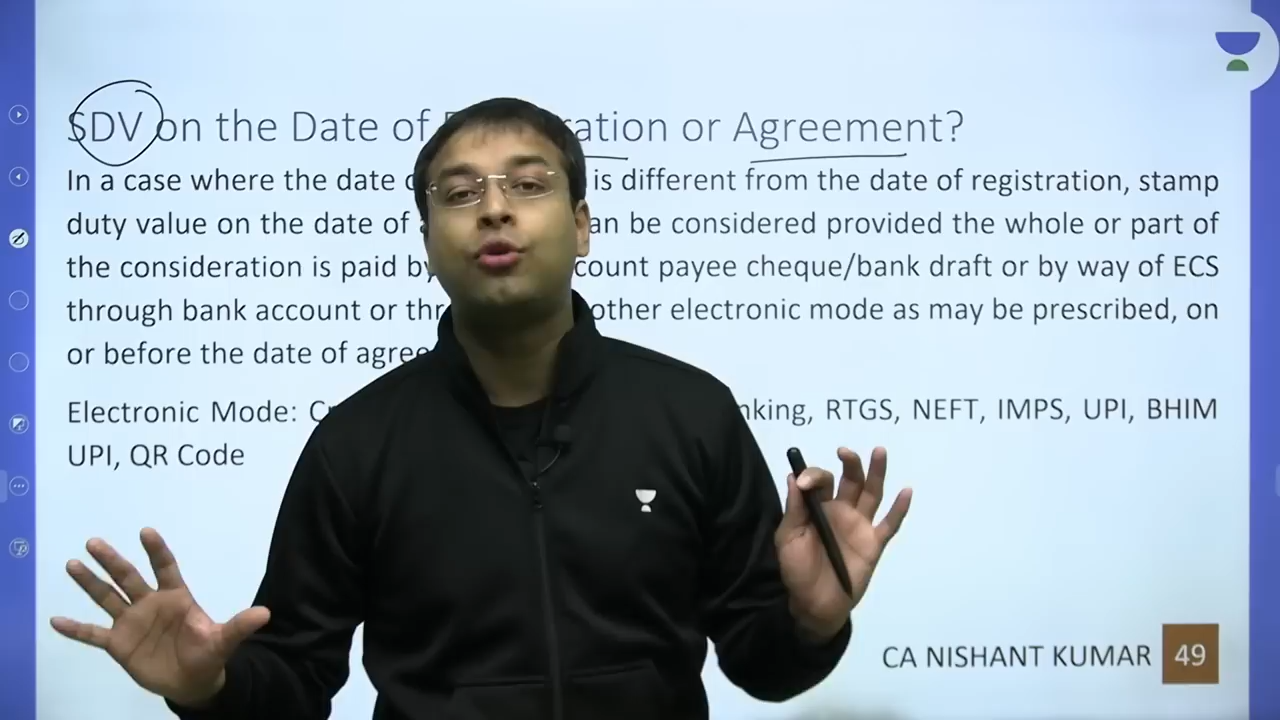 SDV on the Date of ration or Agreement?
In a case where the date is different from the date of registration, stamp
duty value on the date of an be considered provided the whole or part of
the consideration is paid by count payee cheque/bank draft or by way of ECS
through bank account or thr other electronic mode as may be prescribed, on
or before the date of agree
Electronic Mode: nking, RTGS, NEFT, IMPS, UPI, BHIM
UPI, QR Code
CA NISHANT KUMAR 49